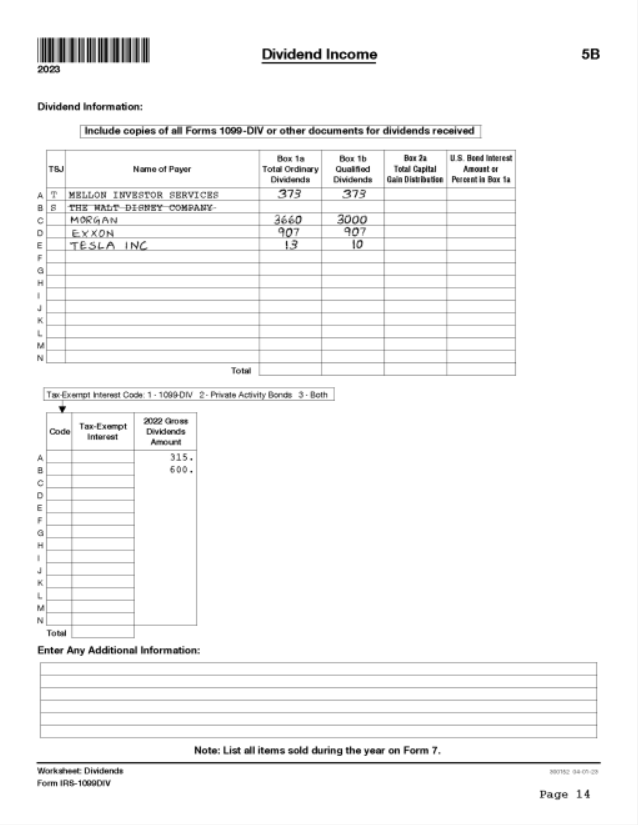 Dividend Income
5B
2023
Dividend Information:
Include copies of all Forms 1099-DIV or other documents for dividends received
TSJ
Name of Payer
Box 1a Total Ordinary Dividends
Box 1b Qualified Dividends
Box 2a Total Capital Gain Distribution
U.S. Bond Interest Amount or Percent in Box 1a
A T MELLON INVESTOR SERVICES 373 373
B S THE WALT DISNEY COMPANY
C MORGAN 3660 3000
D EXXON 907 907
E TESLA INC 13 10
F
G
H
I
J
K
L
M
N
Total
Tax-Exempt Interest Code: 1 - 1099-DIV 2 - Private Activity Bonds 3 - Both
Code
Tax-Exempt Interest
2022 Gross Dividends Amount
A 315.
B 600.
C
D
E
F
G
H
I
J
K
L
M
N
Total
Enter Any Additional Information:
Note: List all items sold during the year on Form 7.
Worksheet: Dividends
Form IRS-1099DIV
Page 14